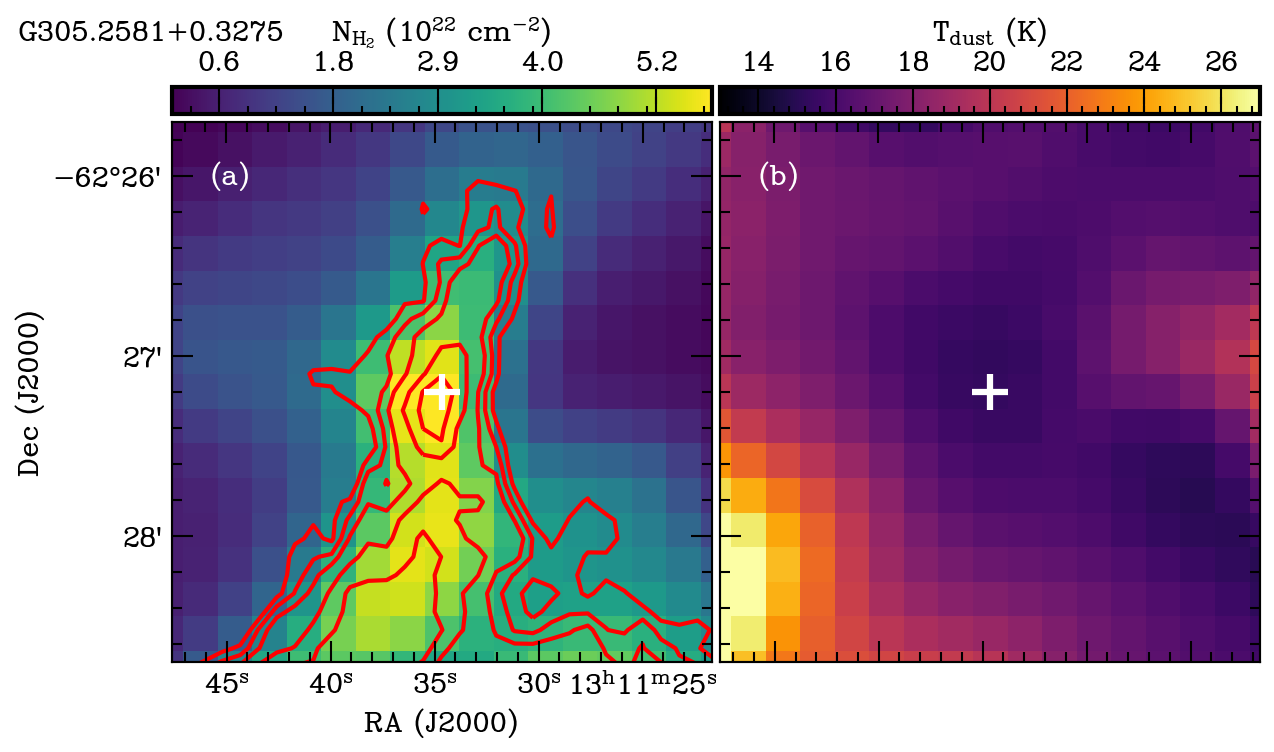 G305.2581+0.3275 N_H₂ (10²² cm⁻²) T_dust (K)
0.6 1.8 2.9 4.0 5.2 14 16 18 20 22 24 26
(a) (b)
−62°26'
27'
28'
Dec (J2000)
45ˢ 40ˢ 35ˢ 30ˢ 13ʰ11ᵐ25ˢ
RA (J2000)